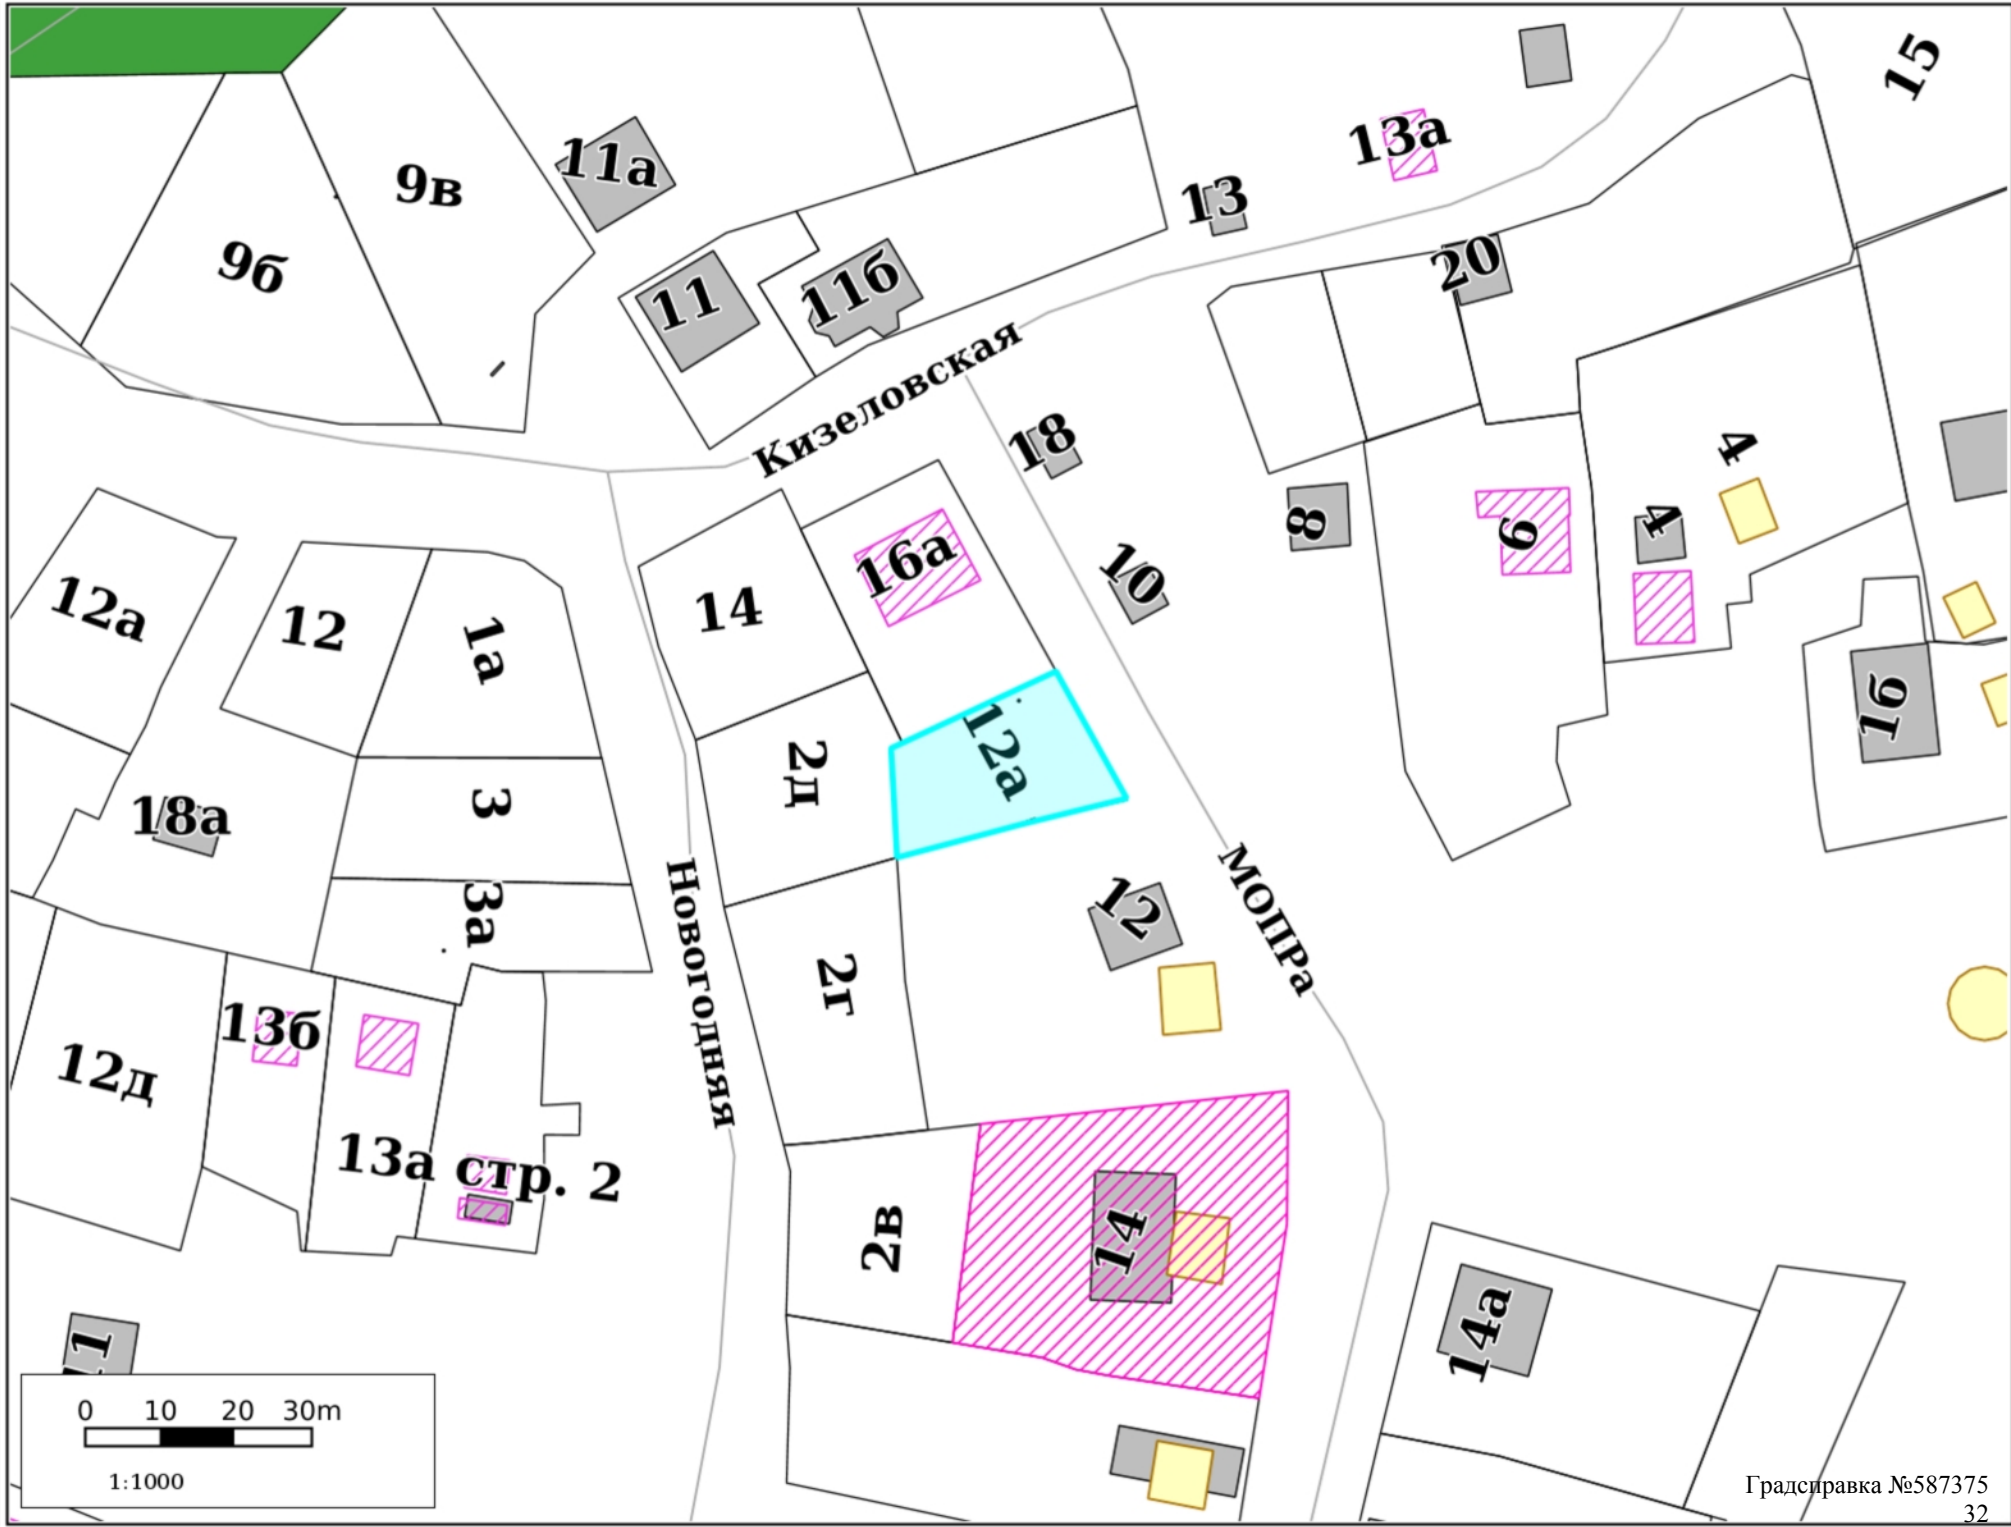 15
13а
11а
9в
13
9б
20
11
11б
Кизеловская
18
4
8
6
4
16а
10
12а
14
12
1а
1б
12а
2д
3
18а
МОПРа
12
3а
Новогодняя
2г
13б
12д
13а стр. 2
2в
14
14а
11
0 10 20 30m
1:1000
Градсправка №587375
32